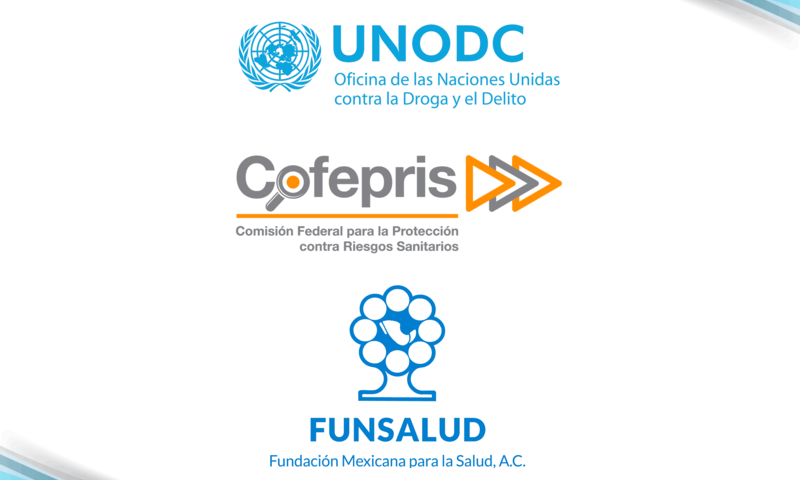 UNODC
Oficina de las Naciones Unidas
contra la Droga y el Delito
Cofepris
Comisión Federal para la Protección
contra Riesgos Sanitarios
FUNSALUD
Fundación Mexicana para la Salud, A.C.